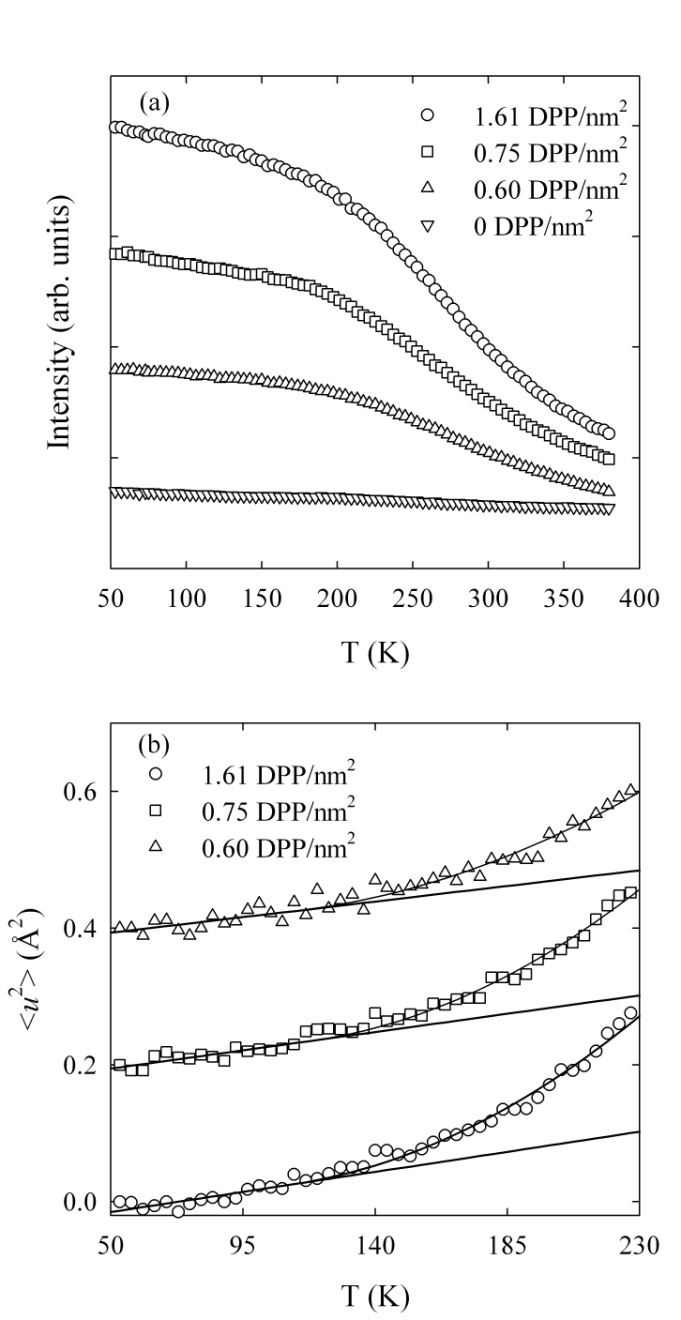 (a)
1.61 DPP/nm²
0.75 DPP/nm²
0.60 DPP/nm²
0 DPP/nm²
Intensity (arb. units)
50 100 150 200 250 300 350 400
T (K)
(b)
1.61 DPP/nm²
0.75 DPP/nm²
0.60 DPP/nm²
0.6
0.4
0.2
0.0
<u²> (Å²)
50 95 140 185 230
T (K)